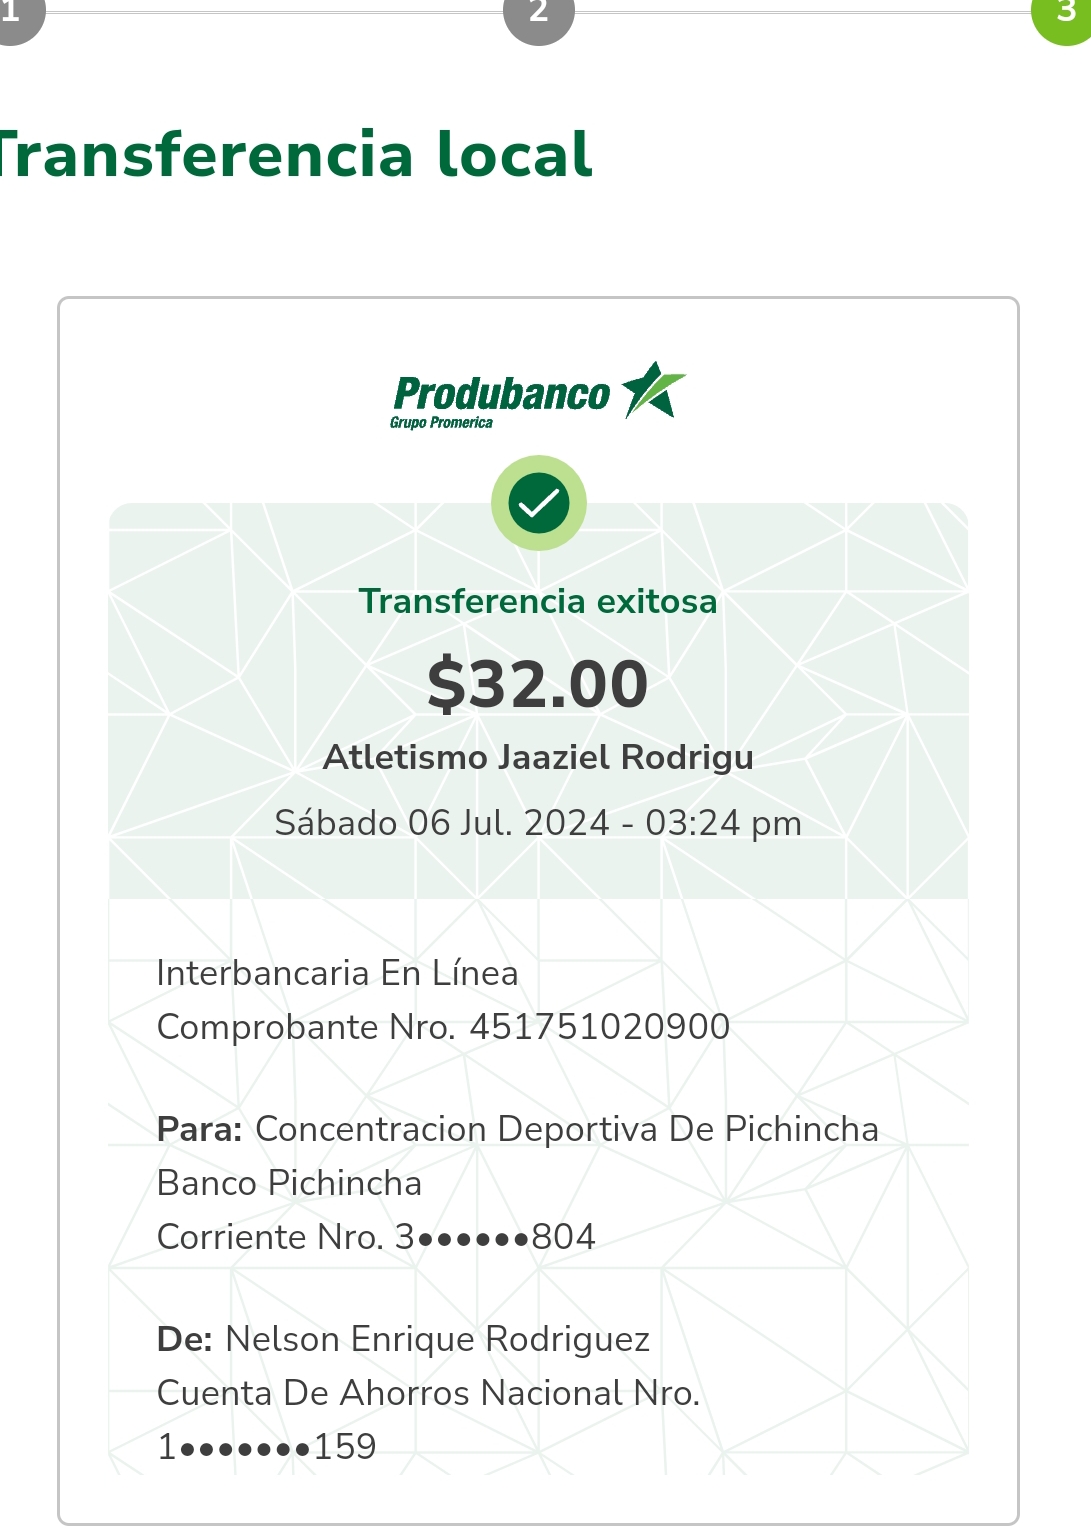 1 2 3
Transferencia local
Produbanco
Grupo Promerica
Transferencia exitosa
$32.00
Atletismo Jaaziel Rodrigu
Sábado 06 Jul. 2024 - 03:24 pm
Interbancaria En Línea
Comprobante Nro. 451751020900
Para: Concentracion Deportiva De Pichincha
Banco Pichincha
Corriente Nro. 3••••••804
De: Nelson Enrique Rodriguez
Cuenta De Ahorros Nacional Nro.
1•••••••159